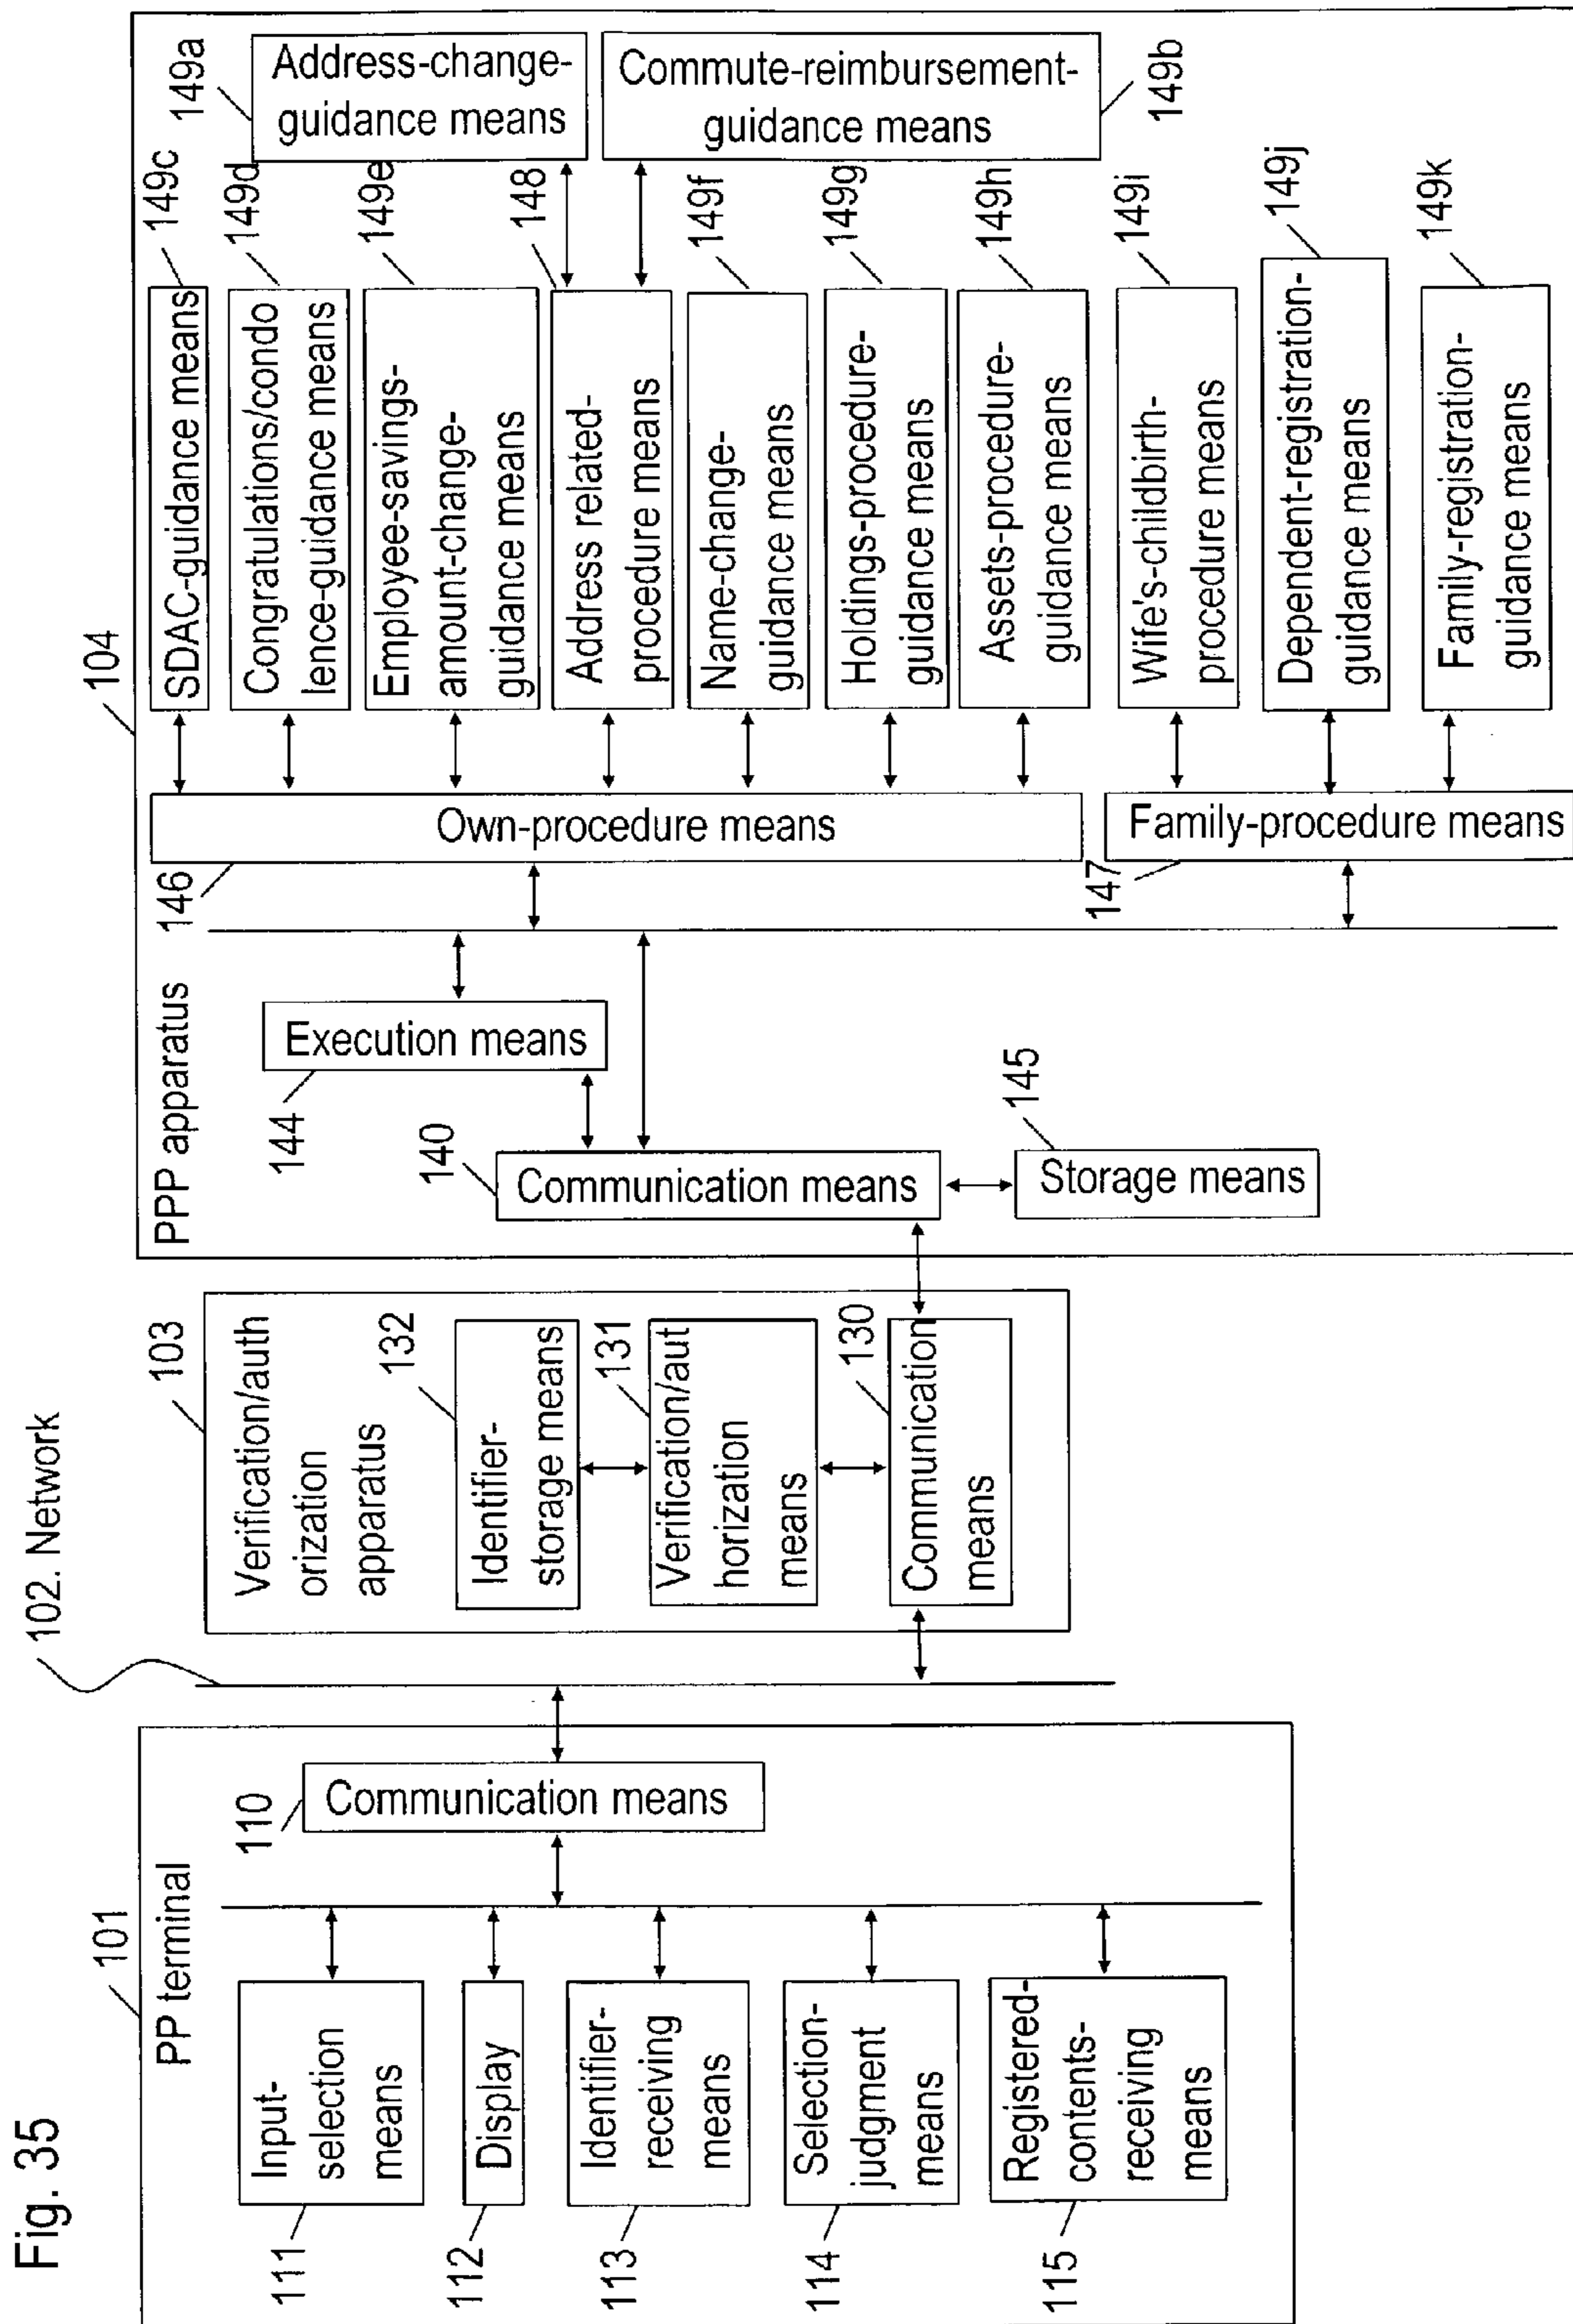 Fig. 35
101
PP terminal
111
Input-
selection
means
112
Display
113
Identifier-
receiving
means
114
Selection-
judgment
means
115
Registered-
contents-
receiving
means
110
Communication means
102. Network
103
Verification/auth
orization
apparatus
132
Identifier-
storage means
131
Verification/aut
horization
means
130
Communication
means
104
PPP apparatus
144
Execution means
140
Communication means
145
Storage means
146
Own-procedure means
147
Family-procedure means
149c
SDAC-guidance means
149d
Congratulations/condo
lence-guidance means
149e
Employee-savings-
amount-change-
guidance means
148
Address related-
procedure means
149f
Name-change-
guidance means
149g
Holdings-procedure-
guidance means
149h
Assets-procedure-
guidance means
149i
Wife's-childbirth-
procedure means
149j
Dependent-registration-
guidance means
149k
Family-registration-
guidance means
149a
Address-change-
guidance means
149b
Commute-reimbursement-
guidance means